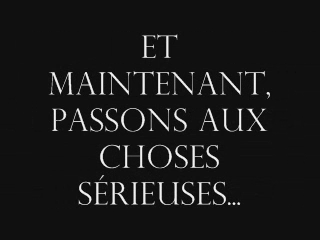 ET
MAINTENANT,
PASSONS AUX
CHOSES
SÉRIEUSES...